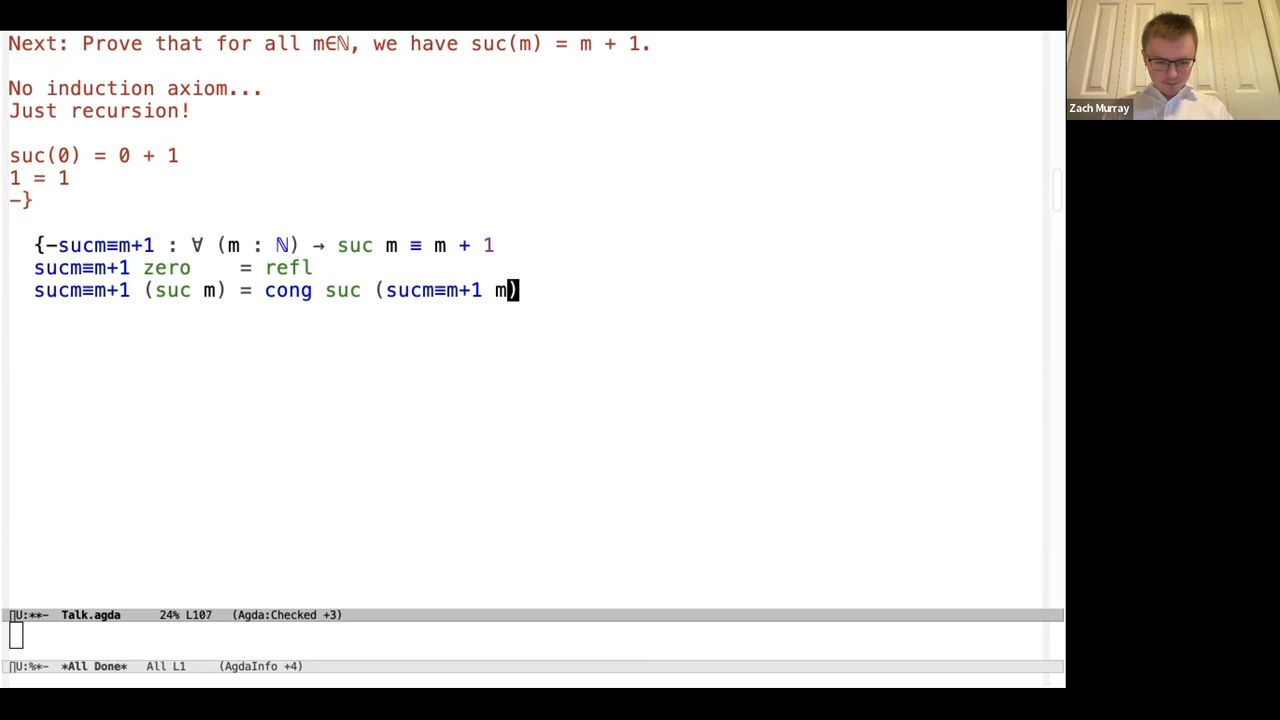 Next: Prove that for all m∈ℕ, we have suc(m) = m + 1.
No induction axiom...
Just recursion!
suc(0) = 0 + 1
1 = 1
-}
{-sucm≡m+1 : ∀ (m : ℕ) → suc m ≡ m + 1
sucm≡m+1 zero    = refl
sucm≡m+1 (suc m) = cong suc (sucm≡m+1 m)
U:**-  Talk.agda      24% L107   (Agda:Checked +3)
U:%*-  *All Done*   All L1     (AgdaInfo +4)
Zach Murray